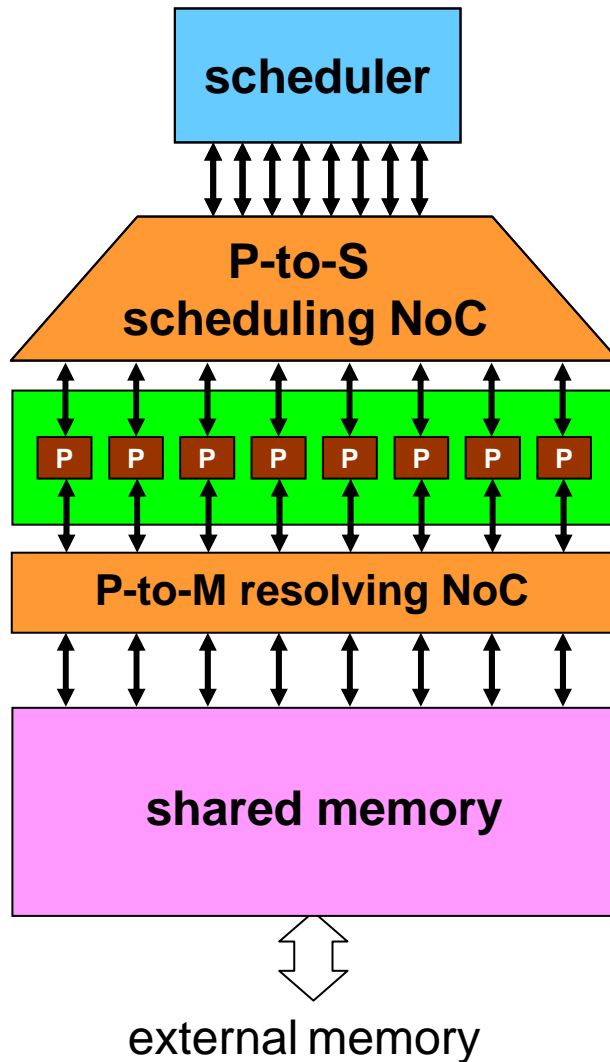 scheduler
P-to-S
scheduling NoC
P P P P P P P P
P-to-M resolving NoC
shared memory
external memory